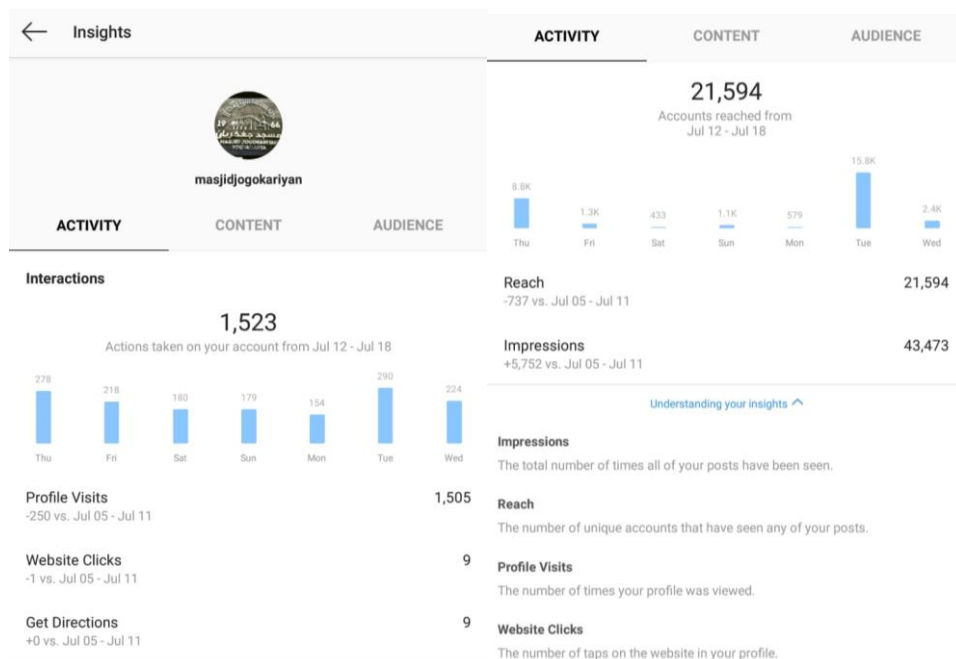 Insights
masjidjogokariyan
ACTIVITY CONTENT AUDIENCE
Interactions
1,523
Actions taken on your account from Jul 12 - Jul 18
278 218 180 179 154 290 224
Thu Fri Sat Sun Mon Tue Wed
Profile Visits 1,505
-250 vs. Jul 05 - Jul 11
Website Clicks 9
-1 vs. Jul 05 - Jul 11
Get Directions 9
+0 vs. Jul 05 - Jul 11
ACTIVITY CONTENT AUDIENCE
21,594
Accounts reached from
Jul 12 - Jul 18
8.8K 1.3K 433 1.1K 579 15.8K 2.4K
Thu Fri Sat Sun Mon Tue Wed
Reach 21,594
-737 vs. Jul 05 - Jul 11
Impressions 43,473
+5,752 vs. Jul 05 - Jul 11
Understanding your insights
Impressions
The total number of times all of your posts have been seen.
Reach
The number of unique accounts that have seen any of your posts.
Profile Visits
The number of times your profile was viewed.
Website Clicks
The number of taps on the website in your profile.